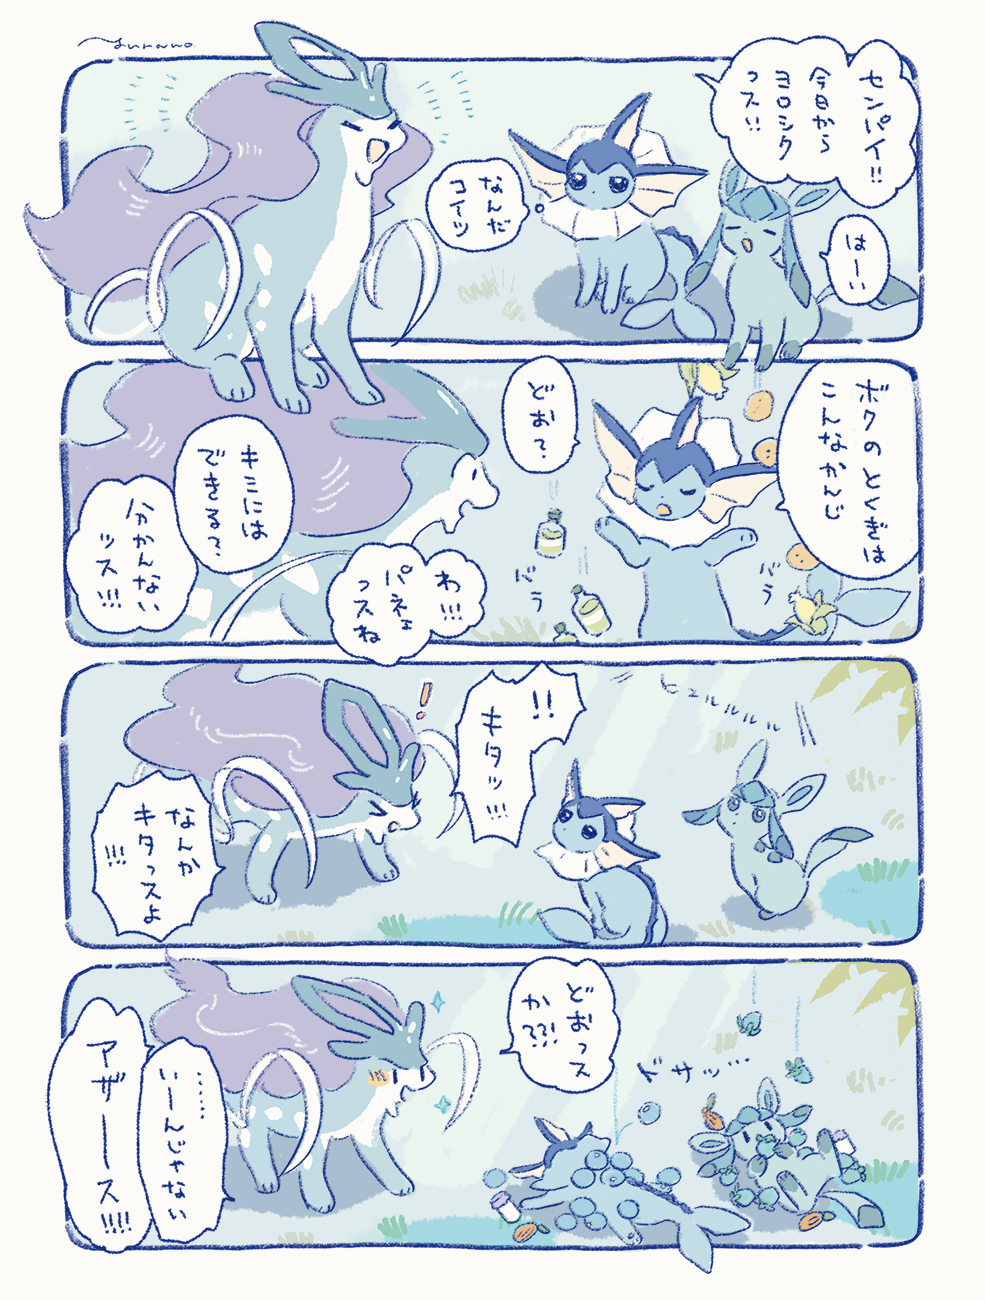 surano
センパイ!!
今日から
ヨロシク
っス!!
はーい
なんだ
コイツ
ボクのとくぎは
こんなかんじ
どお?
バラ
バラ
キミには
できる?
わ!!!
パネェ
っスね
分かんない
ッス!!!
ヒュルルルル
!!
キタッ!!!
!
なんか
キタっスよ
!!!
どおっス
か??!
ドサッ…
……
いーんじゃない
アザース!!!!